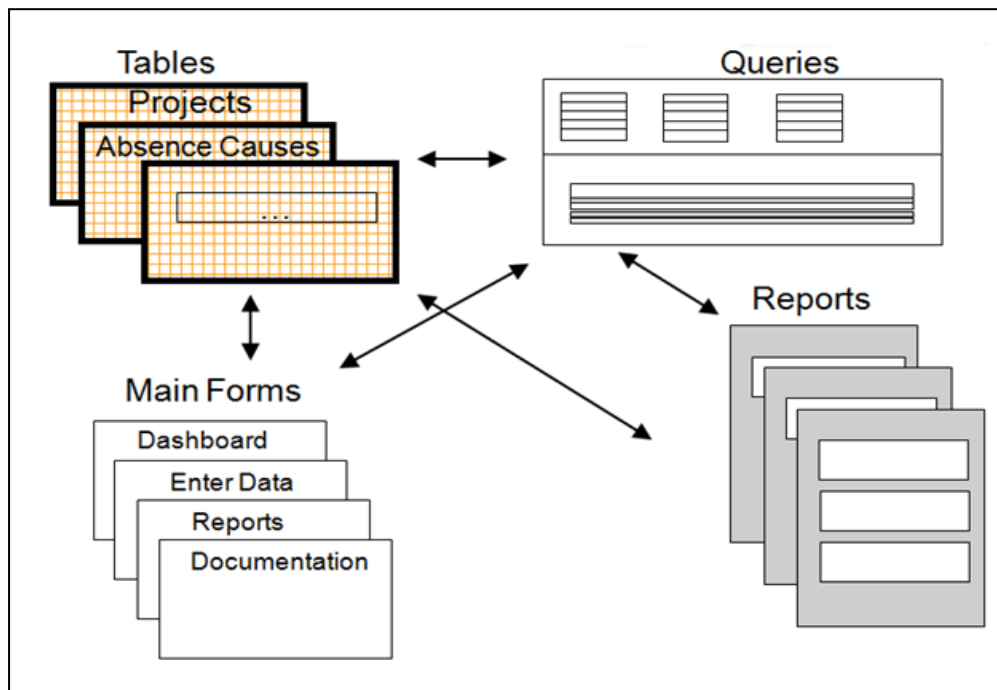 Tables
Projects
Absence Causes
...
Queries
Reports
Main Forms
Dashboard
Enter Data
Reports
Documentation